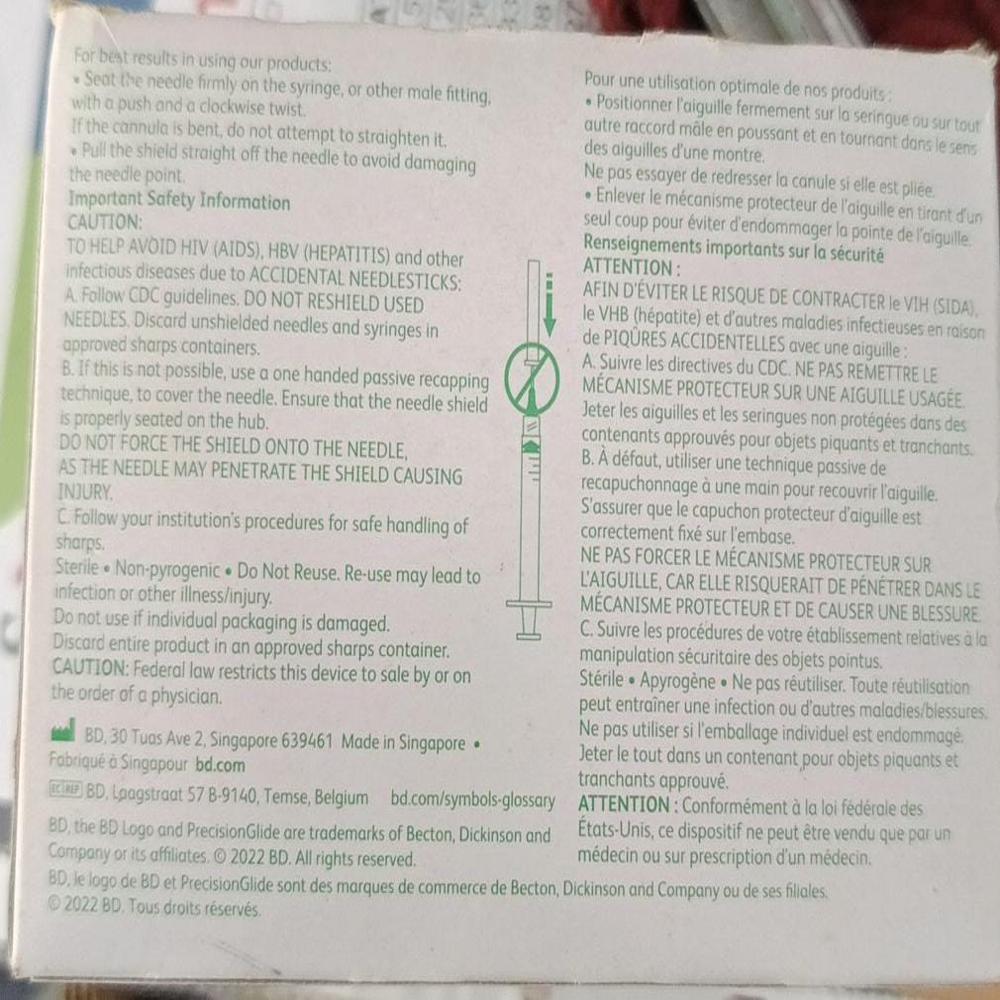 For best results in using our products:
• Seat the needle firmly on the syringe, or other male fitting,
with a push and a clockwise twist.
If the cannula is bent, do not attempt to straighten it.
• Pull the shield straight off the needle to avoid damaging
the needle point.
Important Safety Information
CAUTION:
TO HELP AVOID HIV (AIDS), HBV (HEPATITIS) and other
infectious diseases due to ACCIDENTAL NEEDLESTICKS:
A. Follow CDC guidelines. DO NOT RESHIELD USED
NEEDLES. Discard unshielded needles and syringes in
approved sharps containers.
B. If this is not possible, use a one handed passive recapping
technique, to cover the needle. Ensure that the needle shield
is properly seated on the hub.
DO NOT FORCE THE SHIELD ONTO THE NEEDLE,
AS THE NEEDLE MAY PENETRATE THE SHIELD CAUSING
INJURY.
C. Follow your institution's procedures for safe handling of
sharps.
Sterile • Non-pyrogenic • Do Not Reuse. Re-use may lead to
infection or other illness/injury.
Do not use if individual packaging is damaged.
Discard entire product in an approved sharps container.
CAUTION: Federal law restricts this device to sale by or on
the order of a physician.
BD, 30 Tuas Ave 2, Singapore 639461 Made in Singapore •
Fabriqué à Singapour bd.com
EC REP BD, Laagstraat 57 B-9140, Temse, Belgium bd.com/symbols-glossary
BD, the BD Logo and PrecisionGlide are trademarks of Becton, Dickinson and
Company or its affiliates. © 2022 BD. All rights reserved.
BD, le logo de BD et PrecisionGlide sont des marques de commerce de Becton, Dickinson and Company ou de ses filiales.
© 2022 BD. Tous droits réservés.
Pour une utilisation optimale de nos produits :
• Positionner l'aiguille fermement sur la seringue ou sur tout
autre raccord mâle en poussant et en tournant dans le sens
des aiguilles d'une montre.
Ne pas essayer de redresser la canule si elle est pliée.
• Enlever le mécanisme protecteur de l'aiguille en tirant d'un
seul coup pour éviter d'endommager la pointe de l'aiguille.
Renseignements importants sur la sécurité
ATTENTION :
AFIN D'ÉVITER LE RISQUE DE CONTRACTER le VIH (SIDA),
le VHB (hépatite) et d'autres maladies infectieuses en raison
de PIQÛRES ACCIDENTELLES avec une aiguille :
A. Suivre les directives du CDC. NE PAS REMETTRE LE
MÉCANISME PROTECTEUR SUR UNE AIGUILLE USAGÉE.
Jeter les aiguilles et les seringues non protégées dans des
contenants approuvés pour objets piquants et tranchants.
B. À défaut, utiliser une technique passive de
recapuchonnage à une main pour recouvrir l'aiguille.
S'assurer que le capuchon protecteur d'aiguille est
correctement fixé sur l'embase.
NE PAS FORCER LE MÉCANISME PROTECTEUR SUR
L'AIGUILLE, CAR ELLE RISQUERAIT DE PÉNÉTRER DANS LE
MÉCANISME PROTECTEUR ET DE CAUSER UNE BLESSURE.
C. Suivre les procédures de votre établissement relatives à la
manipulation sécuritaire des objets pointus.
Stérile • Apyrogène • Ne pas réutiliser. Toute réutilisation
peut entraîner une infection ou d'autres maladies/blessures.
Ne pas utiliser si l'emballage individuel est endommagé.
Jeter le tout dans un contenant pour objets piquants et
tranchants approuvé.
ATTENTION : Conformément à la loi fédérale des
États-Unis, ce dispositif ne peut être vendu que par un
médecin ou sur prescription d'un médecin.